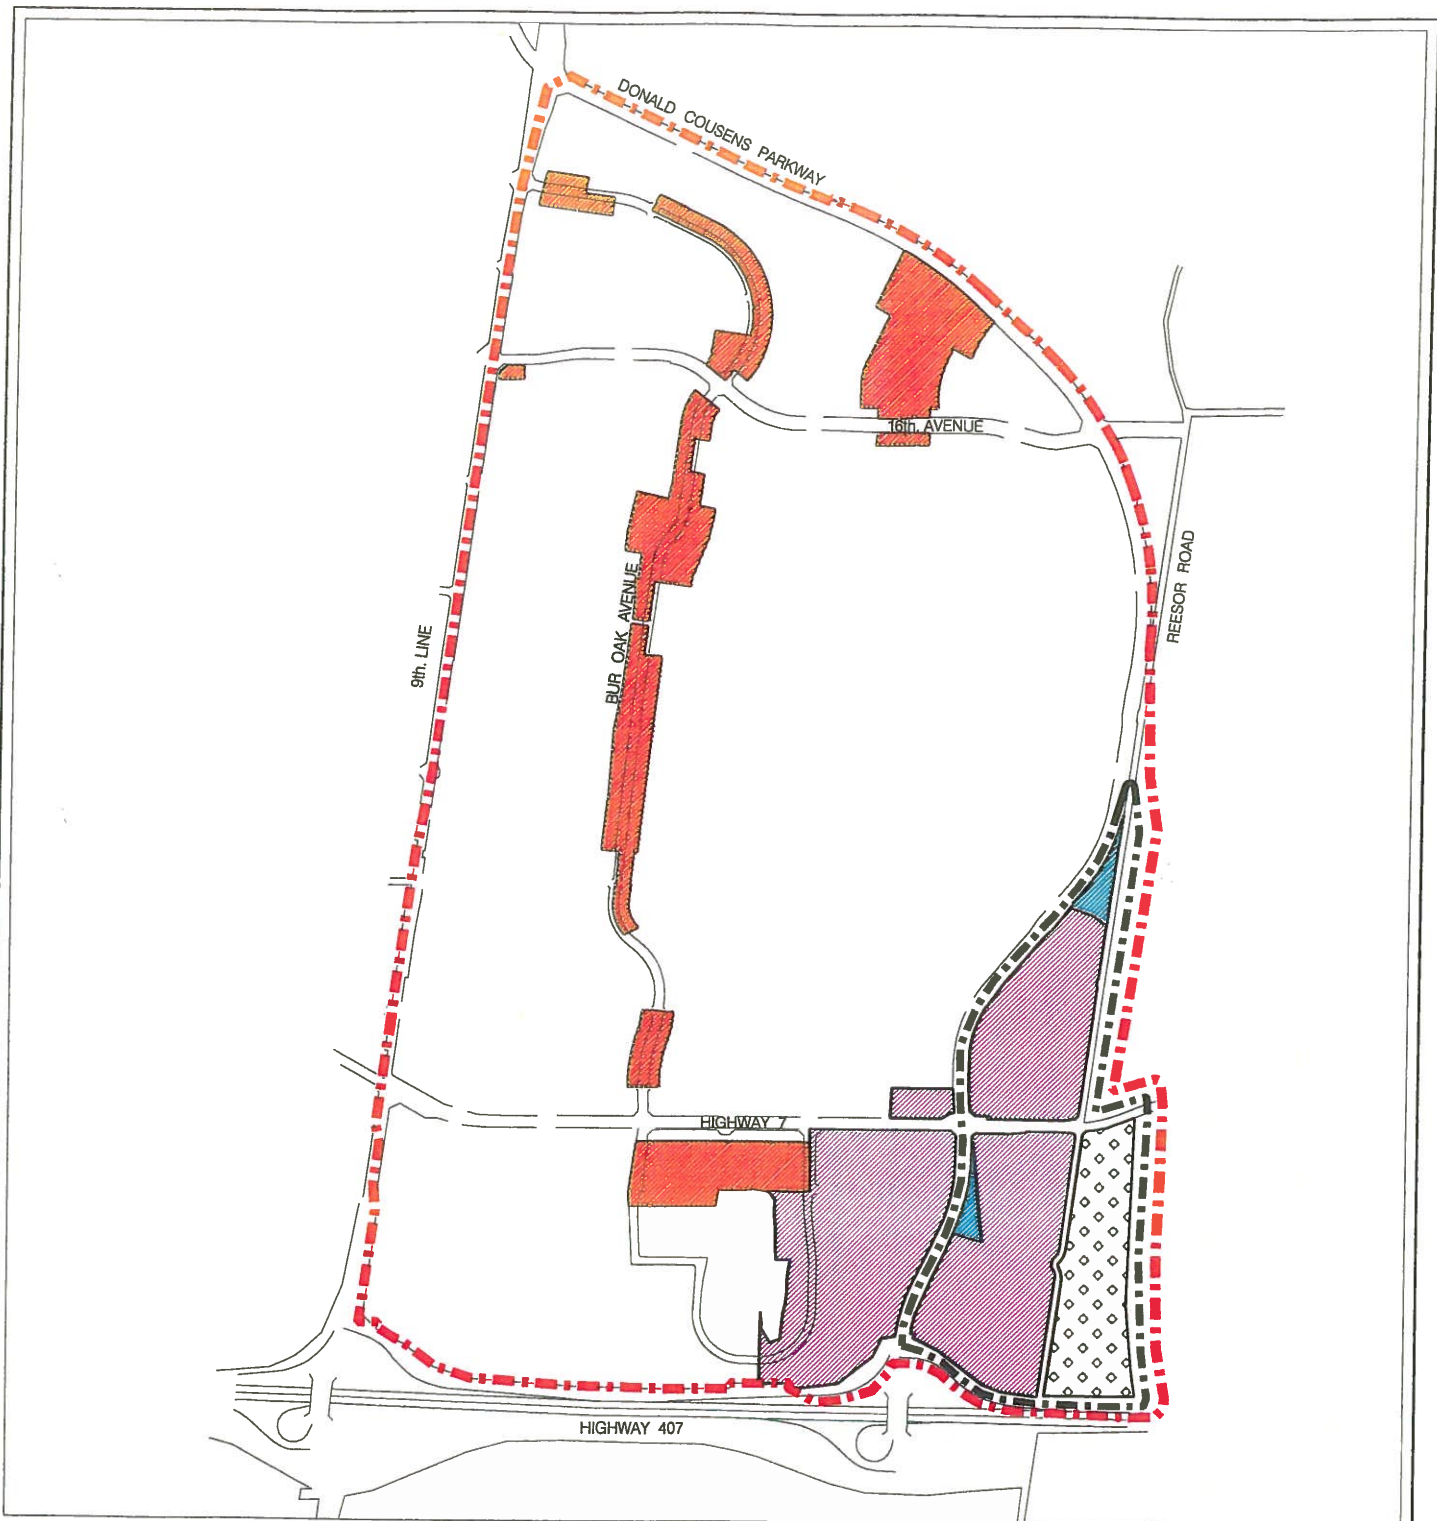 DONALD COUSENS PARKWAY
16th. AVENUE
REESOR ROAD
BUR OAK AVENUE
9th. LINE
HIGHWAY 7
HIGHWAY 407